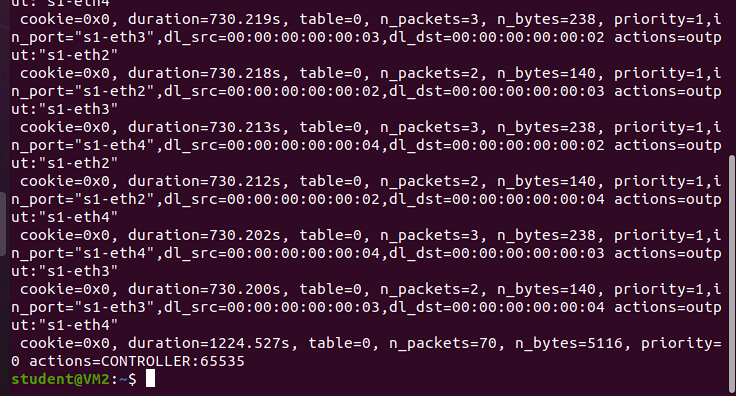 ut:"s1-eth4"
 cookie=0x0, duration=730.219s, table=0, n_packets=3, n_bytes=238, priority=1,i
n_port="s1-eth3",dl_src=00:00:00:00:00:03,dl_dst=00:00:00:00:00:02 actions=outp
ut:"s1-eth2"
 cookie=0x0, duration=730.218s, table=0, n_packets=2, n_bytes=140, priority=1,i
n_port="s1-eth2",dl_src=00:00:00:00:00:02,dl_dst=00:00:00:00:00:03 actions=outp
ut:"s1-eth3"
 cookie=0x0, duration=730.213s, table=0, n_packets=3, n_bytes=238, priority=1,i
n_port="s1-eth4",dl_src=00:00:00:00:00:04,dl_dst=00:00:00:00:00:02 actions=outp
ut:"s1-eth2"
 cookie=0x0, duration=730.212s, table=0, n_packets=2, n_bytes=140, priority=1,i
n_port="s1-eth2",dl_src=00:00:00:00:00:02,dl_dst=00:00:00:00:00:04 actions=outp
ut:"s1-eth4"
 cookie=0x0, duration=730.202s, table=0, n_packets=3, n_bytes=238, priority=1,i
n_port="s1-eth4",dl_src=00:00:00:00:00:04,dl_dst=00:00:00:00:00:03 actions=outp
ut:"s1-eth3"
 cookie=0x0, duration=730.200s, table=0, n_packets=2, n_bytes=140, priority=1,i
n_port="s1-eth3",dl_src=00:00:00:00:00:03,dl_dst=00:00:00:00:00:04 actions=outp
ut:"s1-eth4"
 cookie=0x0, duration=1224.527s, table=0, n_packets=70, n_bytes=5116, priority=
0 actions=CONTROLLER:65535
student@VM2:~$